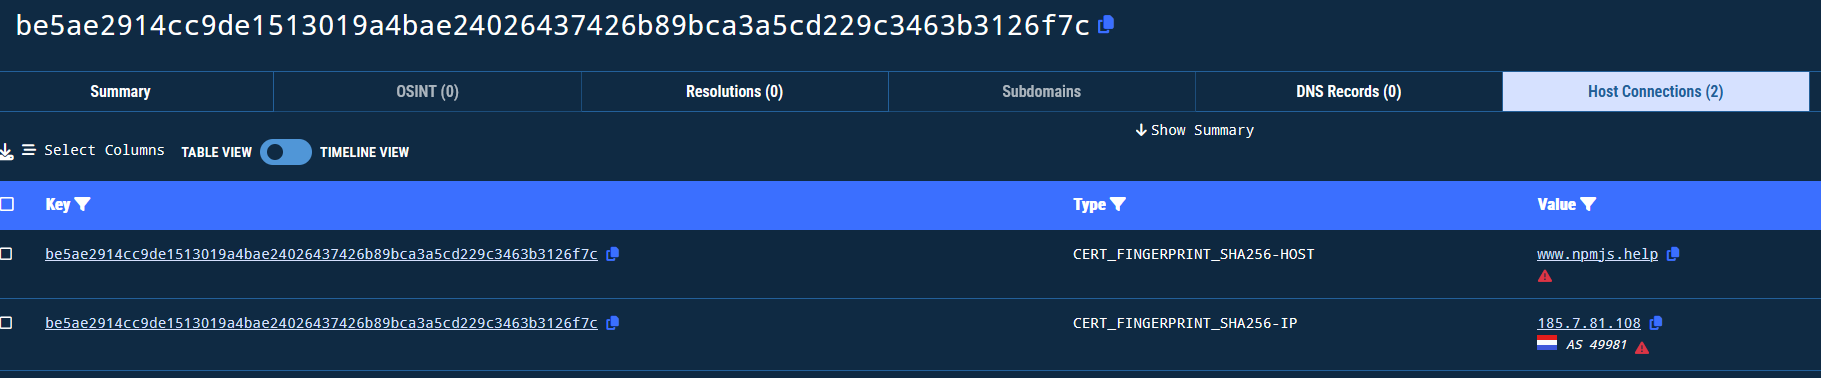 be5ae2914cc9de1513019a4bae24026437426b89bca3a5cd229c3463b3126f7c
Summary OSINT (0) Resolutions (0) Subdomains DNS Records (0) Host Connections (2)
Show Summary
Select Columns TABLE VIEW TIMELINE VIEW
Key Type Value
be5ae2914cc9de1513019a4bae24026437426b89bca3a5cd229c3463b3126f7c CERT_FINGERPRINT_SHA256-HOST www.npmjs.help
be5ae2914cc9de1513019a4bae24026437426b89bca3a5cd229c3463b3126f7c CERT_FINGERPRINT_SHA256-IP 185.7.81.108
AS 49981